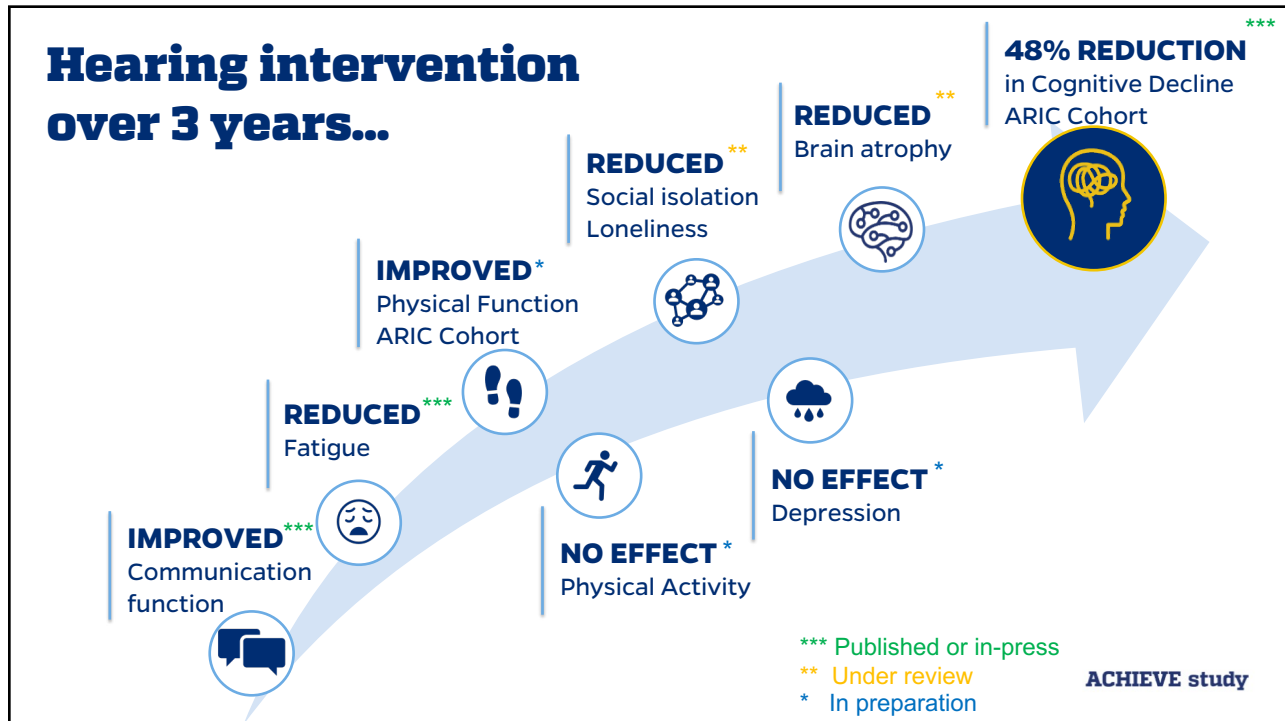 Hearing intervention
over 3 years...
IMPROVED***
Communication
function
REDUCED***
Fatigue
IMPROVED*
Physical Function
ARIC Cohort
NO EFFECT *
Physical Activity
REDUCED**
Social isolation
Loneliness
NO EFFECT *
Depression
REDUCED**
Brain atrophy
48% REDUCTION***
in Cognitive Decline
ARIC Cohort
*** Published or in-press
** Under review
* In preparation
ACHIEVE study